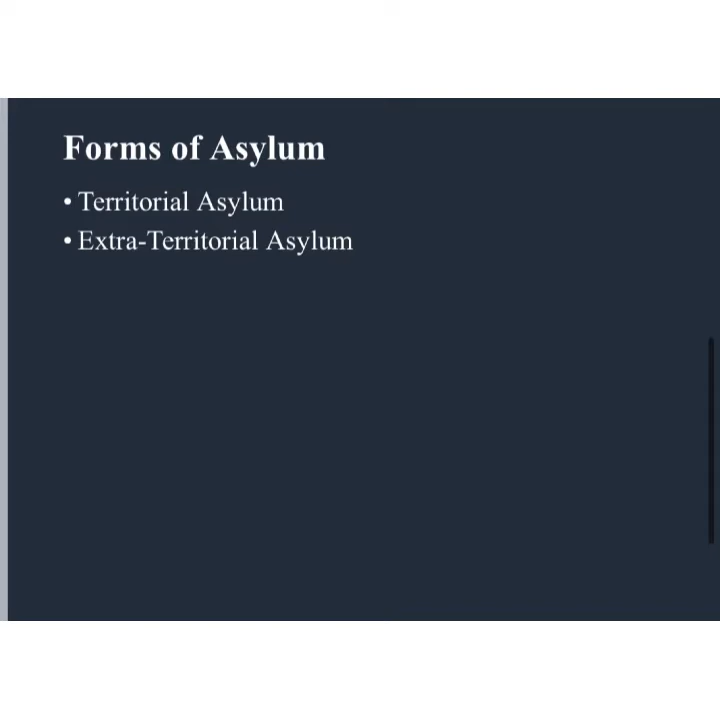 Forms of Asylum
• Territorial Asylum
• Extra-Territorial Asylum